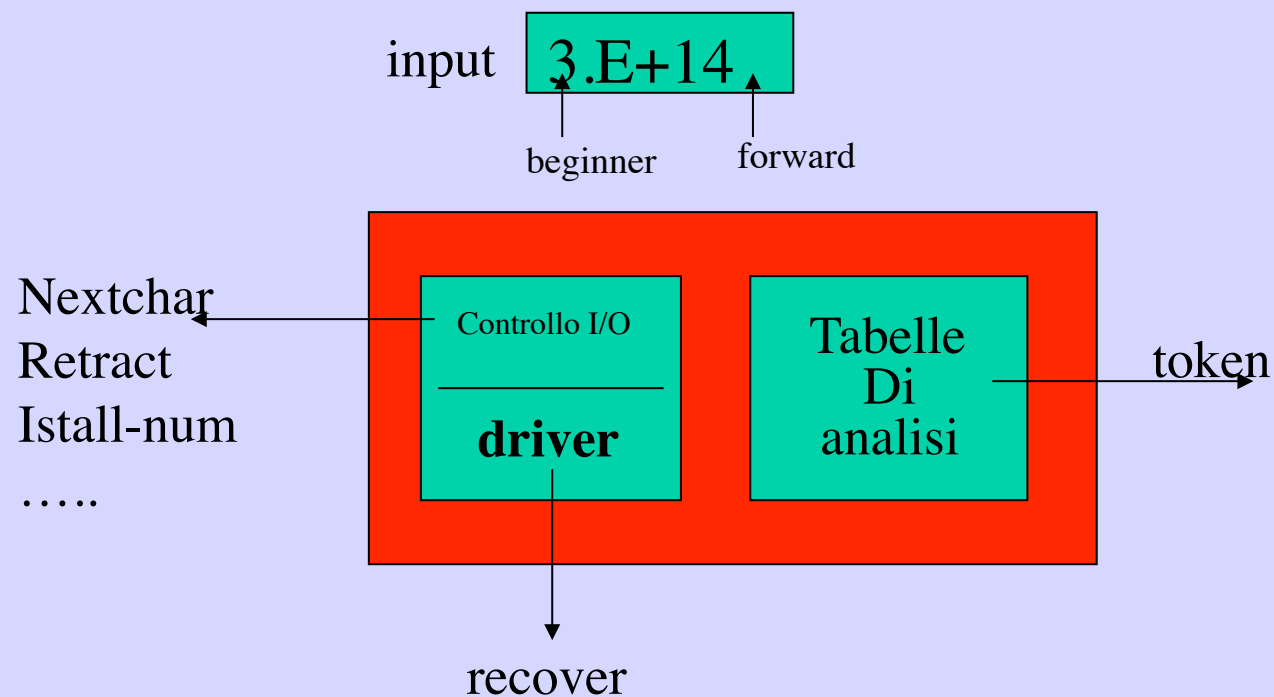 input 3.E+14
beginner forward
Nextchar
Retract
Istall-num
.....
Controllo I/O
driver
Tabelle
Di
analisi
token
recover